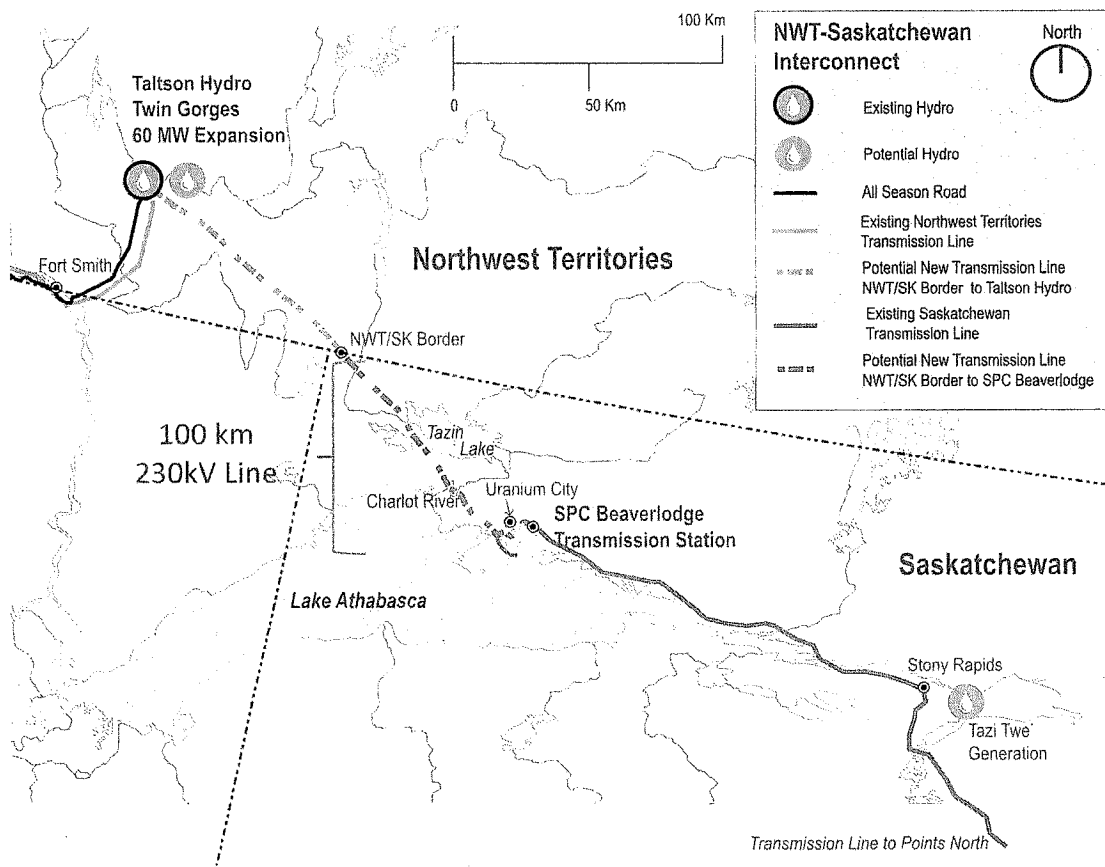 100 Km
0
50 Km
NWT-Saskatchewan
Interconnect
North
Existing Hydro
Potential Hydro
All Season Road
Existing Northwest Territories
Transmission Line
Potential New Transmission Line
NWT/SK Border to Taltson Hydro
Existing Saskatchewan
Transmission Line
Potential New Transmission Line
NWT/SK Border to SPC Beaverlodge
Taltson Hydro
Twin Gorges
60 MW Expansion
Fort Smith
Northwest Territories
NWT/SK Border
100 km
230kV Line
Tazin
Lake
Charlot River
Uranium City
SPC Beaverlodge
Transmission Station
Saskatchewan
Lake Athabasca
Stony Rapids
Tazi Twe
Generation
Transmission Line to Points North